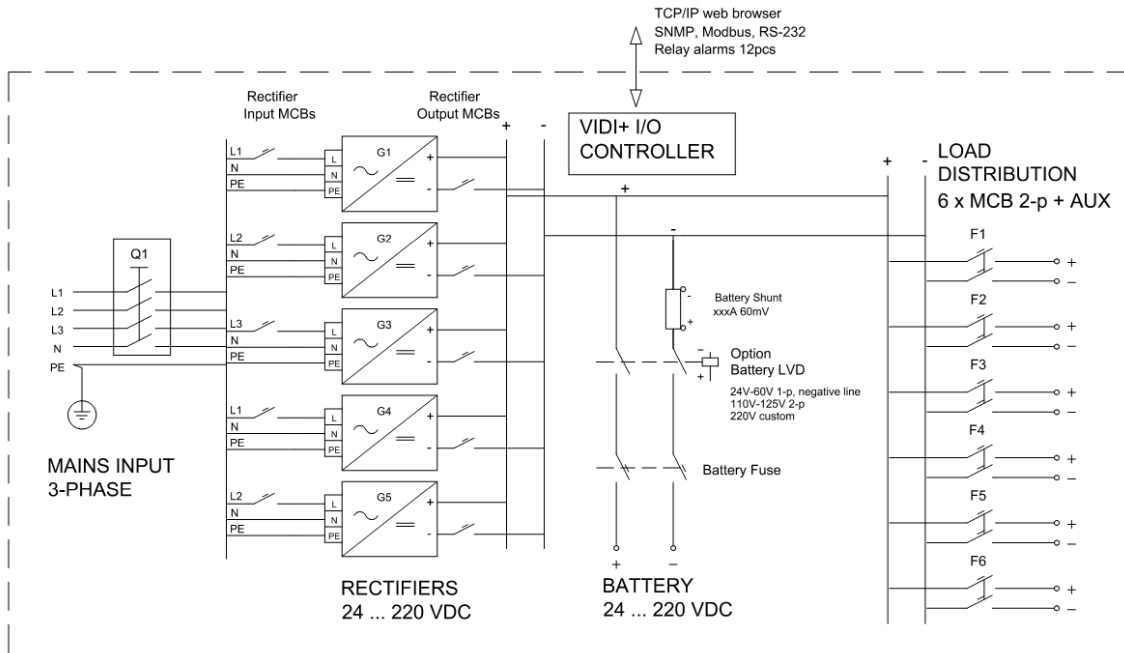 TCP/IP web browser
SNMP, Modbus, RS-232
Relay alarms 12pcs
Rectifier
Input MCBs
Rectifier
Output MCBs
+ -
VIDI+ I/O
CONTROLLER
+ -
LOAD
DISTRIBUTION
6 x MCB 2-p + AUX
L1
N
PE
L
N
PE
G1
+
-
L2
N
PE
L
N
PE
G2
+
-
L3
N
PE
L
N
PE
G3
+
-
L1
N
PE
L
N
PE
G4
+
-
L2
N
PE
L
N
PE
G5
+
-
Q1
L1
L2
L3
N
PE
MAINS INPUT
3-PHASE
RECTIFIERS
24 ... 220 VDC
+
-
-
+
Battery Shunt
xxxA 60mV
-
+
Option
Battery LVD
24V-60V 1-p, negative line
110V-125V 2-p
220V custom
Battery Fuse
+ -
BATTERY
24 ... 220 VDC
F1
+
-
F2
+
-
F3
+
-
F4
+
-
F5
+
-
F6
+
-